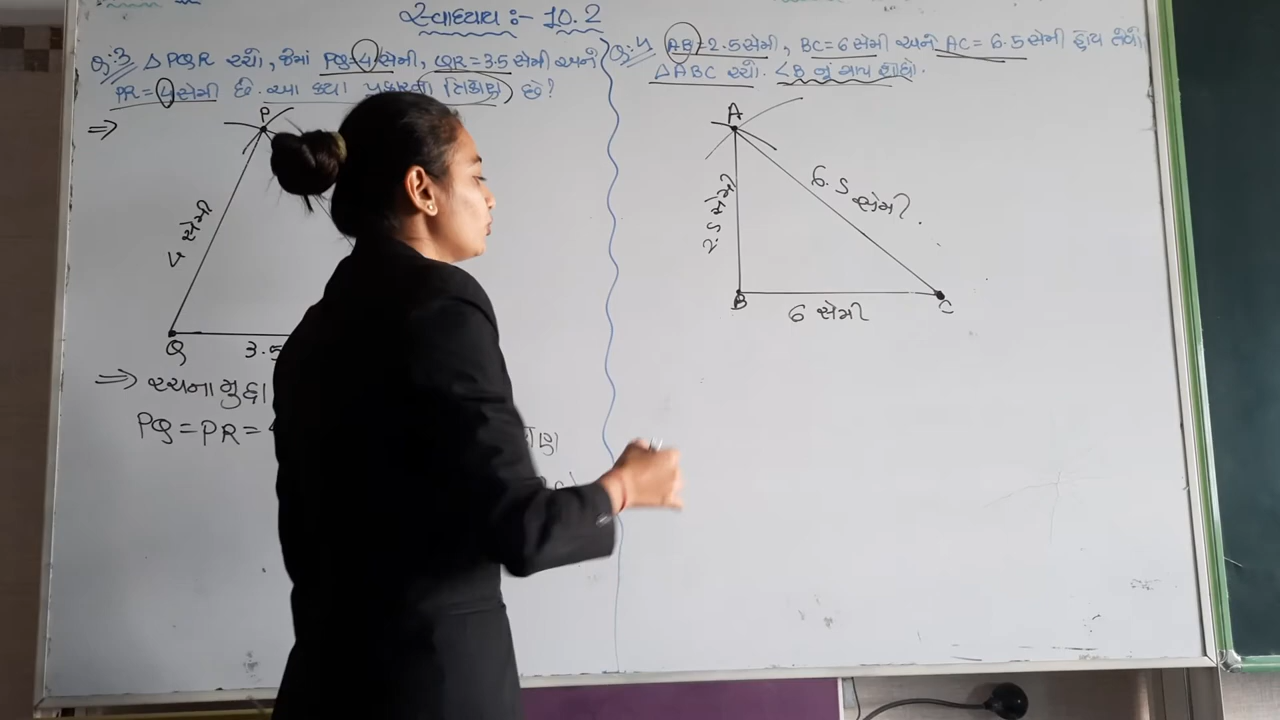 સ્વાધ્યાય :- 10.2
Q:3 △PQR રચો, જેમાં PQ=4 સેમી, QR=3.5 સેમી અને
PR=4 સેમી છે. આ કયા પ્રકારનો ત્રિકોણ છે?
⇒
P
4 સેમી
Q
3.5
⇒ રચના મુદ્દા
PQ=PR=
Q:4 AB=2.5 સેમી, BC=6 સેમી અને AC=6.5 સેમી હોય તેવો
△ABC રચો. ∠B નું માપ શોધો.
A
2.5 સેમી
6.5 સેમી.
B
C
6 સેમી